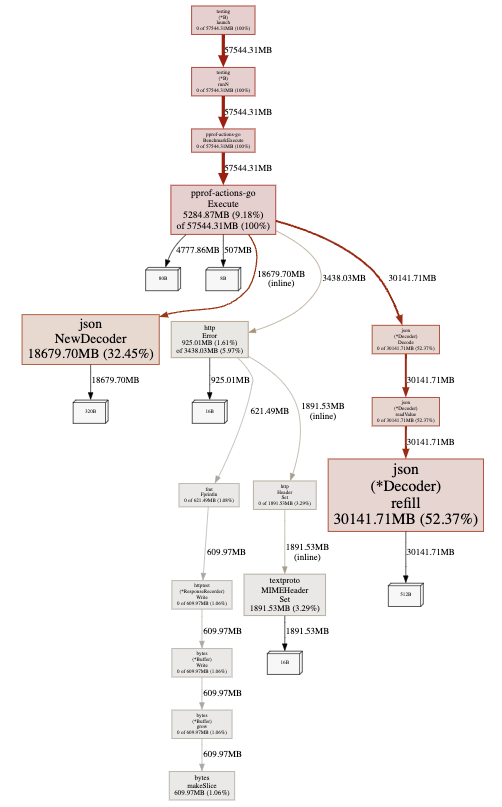 testing
(*B)
launch
0 of 57544.31MB (100%)
57544.31MB
testing
(*B)
runN
0 of 57544.31MB (100%)
57544.31MB
pprof-actions-go
BenchmarkExecute
0 of 57544.31MB (100%)
57544.31MB
pprof-actions-go
Execute
5284.87MB (9.18%)
of 57544.31MB (100%)
4777.86MB
507MB
18679.70MB
(inline)
3438.03MB
30141.71MB
80B
8B
json
NewDecoder
18679.70MB (32.45%)
http
Error
925.01MB (1.61%)
of 3438.03MB (5.97%)
json
(*Decoder)
Decode
0 of 30141.71MB (52.37%)
18679.70MB
925.01MB
621.49MB
1891.53MB
(inline)
30141.71MB
320B
16B
json
(*Decoder)
readValue
0 of 30141.71MB (52.37%)
30141.71MB
fmt
Fprintln
0 of 621.49MB (1.08%)
http
Header
Set
0 of 1891.53MB (3.29%)
json
(*Decoder)
refill
30141.71MB (52.37%)
609.97MB
1891.53MB
(inline)
30141.71MB
httptest
(*ResponseRecorder)
Write
0 of 609.97MB (1.06%)
textproto
MIMEHeader
Set
1891.53MB (3.29%)
512B
609.97MB
1891.53MB
bytes
(*Buffer)
Write
0 of 609.97MB (1.06%)
16B
609.97MB
bytes
(*Buffer)
grow
0 of 609.97MB (1.06%)
609.97MB
bytes
makeSlice
609.97MB (1.06%)